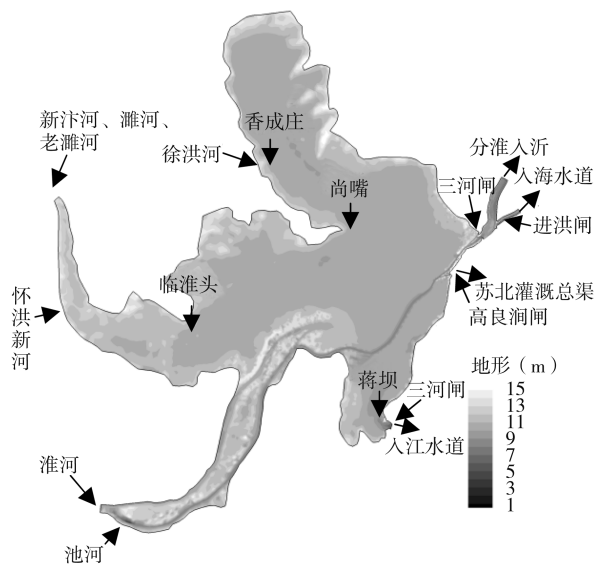 新汴河、濉河、
老濉河
香成庄
徐洪河
尚嘴
分淮入沂
入海水道
三河闸
进洪闸
临淮头
怀
洪
新
河
苏北灌溉总渠
高良涧闸
地形(m)
15
13
11
9
7
5
3
1
蒋坝
三河闸
入江水道
淮河
池河